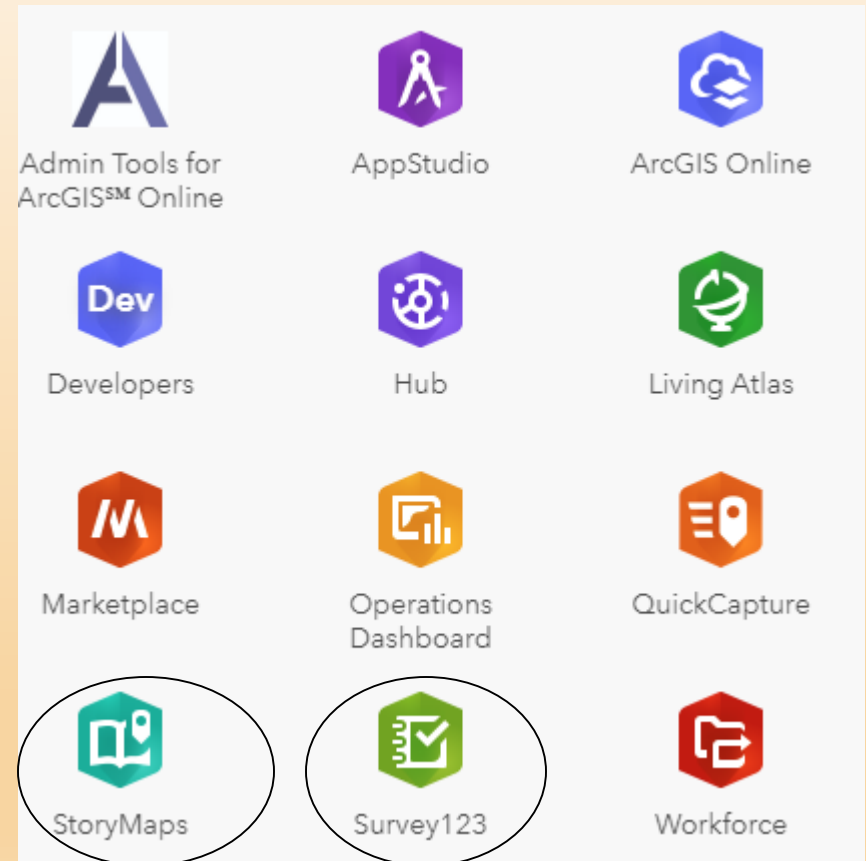 Admin Tools for
ArcGIS℠ Online
AppStudio
ArcGIS Online
Dev
Developers
Hub
Living Atlas
Marketplace
Operations
Dashboard
QuickCapture
StoryMaps
Survey123
Workforce